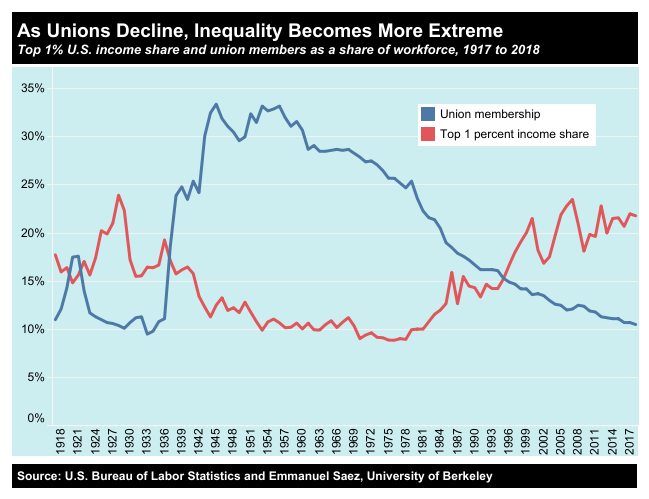 As Unions Decline, Inequality Becomes More Extreme
Top 1% U.S. income share and union members as a share of workforce, 1917 to 2018
35%
Union membership
Top 1 percent income share
30%
25%
20%
15%
10%
5%
0%
1918 1921 1924 1927 1930 1933 1936 1939 1942 1945 1948 1951 1954 1957 1960 1963 1966 1969 1972 1975 1978 1981 1984 1987 1990 1993 1996 1999 2002 2005 2008 2011 2014 2017
Source: U.S. Bureau of Labor Statistics and Emmanuel Saez, University of Berkeley